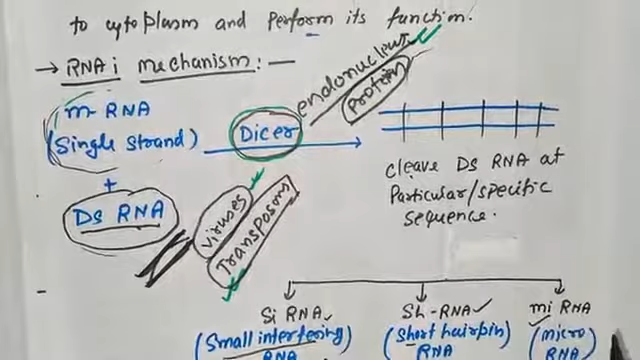 to cytoplasm and perform its function.
→ RNAi mechanism: —
endonuclease
(Protein)
m-RNA
(Single strand)
Dicer
+
Ds RNA
Viruses
Transposons
cleave Ds RNA at
Particular/specific
sequence.
Si RNA
Sh-RNA
mi RNA
(Small interfering
RNA
(Short hairpin)
RNA
(micro
RNA)